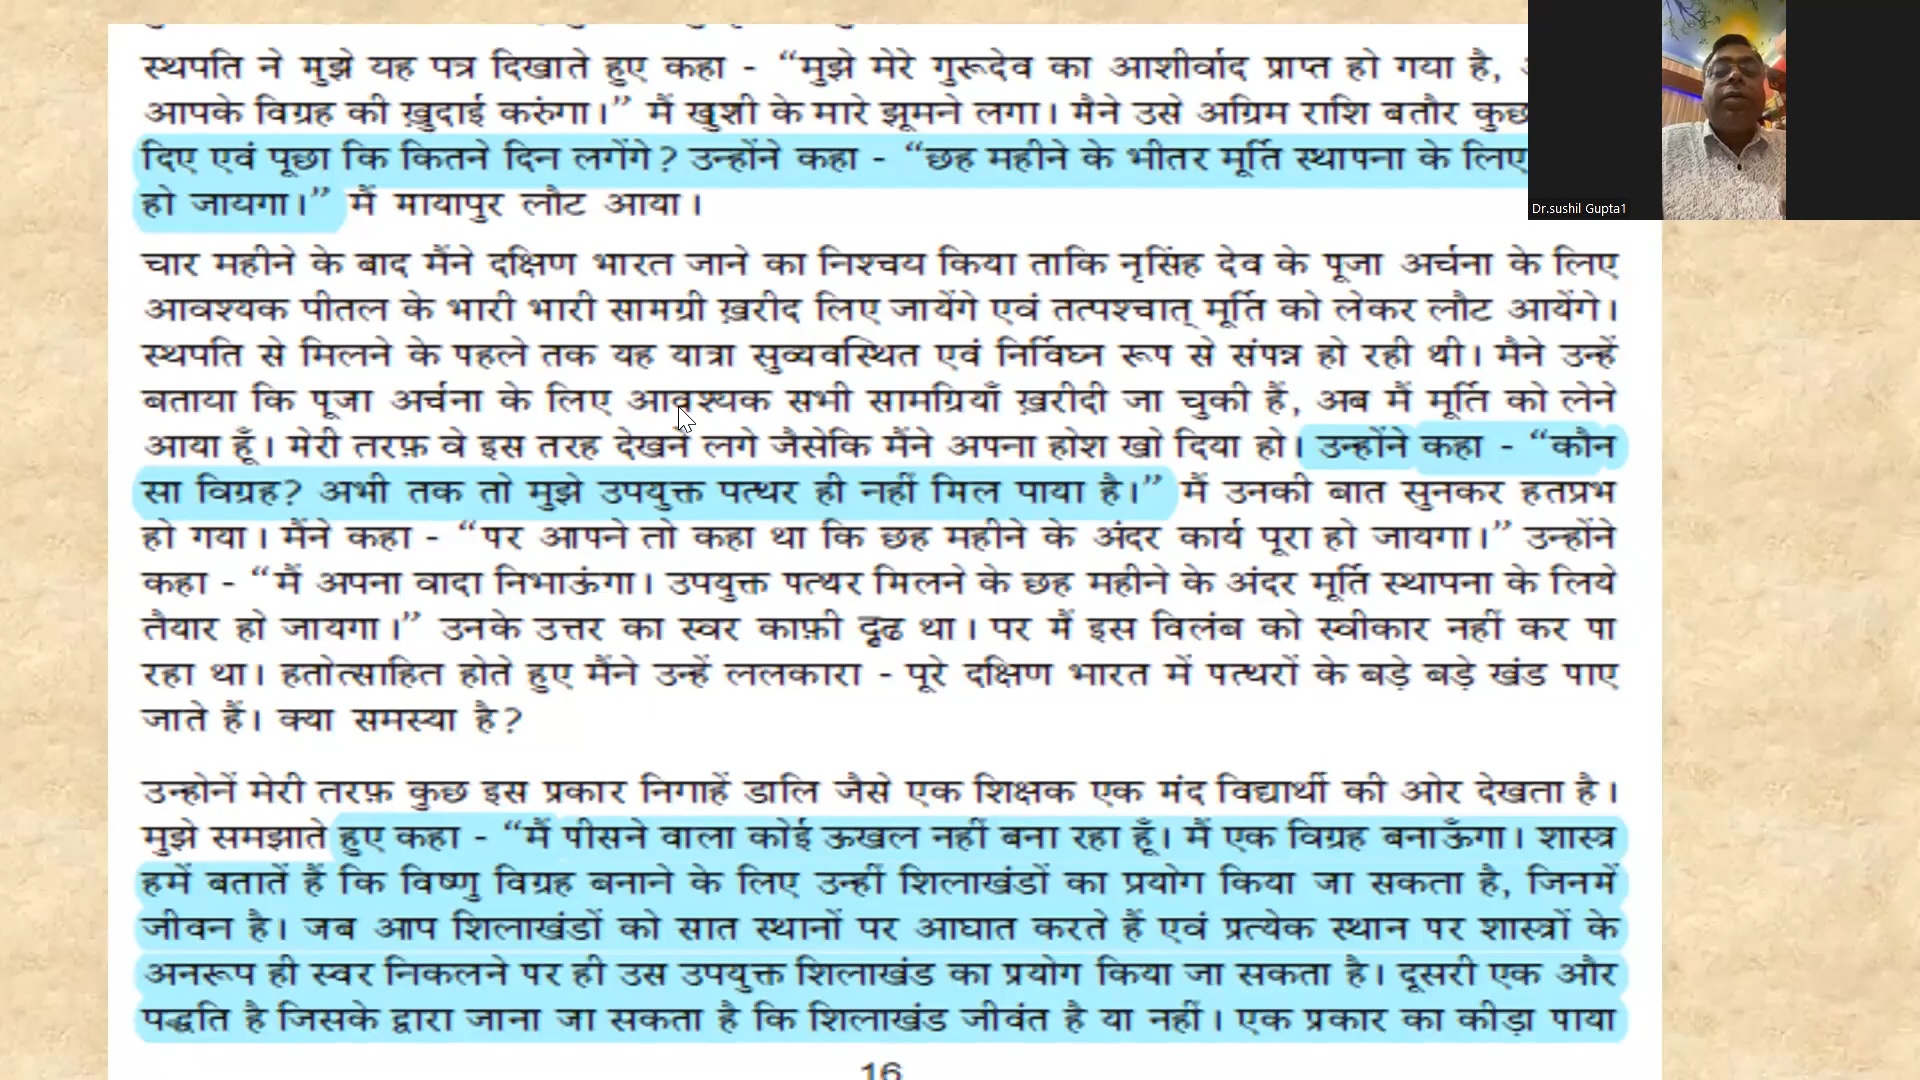 स्थपति ने मुझे यह पत्र दिखाते हुए कहा - “मुझे मेरे गुरूदेव का आशीर्वाद प्राप्त हो गया है,
आपके विग्रह की ख़ुदाई करुंगा।” मैं खुशी के मारे झूमने लगा। मैने उसे अग्रिम राशि बतौर कुछ
दिए एवं पूछा कि कितने दिन लगेंगे? उन्होंने कहा - “छह महीने के भीतर मूर्ति स्थापना के लिए
हो जायगा।” मैं मायापुर लौट आया।
चार महीने के बाद मैंने दक्षिण भारत जाने का निश्चय किया ताकि नृसिंह देव के पूजा अर्चना के लिए
आवश्यक पीतल के भारी भारी सामग्री ख़रीद लिए जायेंगे एवं तत्पश्चात् मूर्ति को लेकर लौट आयेंगे।
स्थपति से मिलने के पहले तक यह यात्रा सुव्यवस्थित एवं निर्विघ्न रूप से संपन्न हो रही थी। मैने उन्हें
बताया कि पूजा अर्चना के लिए आवश्यक सभी सामग्रियाँ ख़रीदी जा चुकी हैं, अब मैं मूर्ति को लेने
आया हूँ। मेरी तरफ़ वे इस तरह देखने लगे जैसेकि मैंने अपना होश खो दिया हो। उन्होंने कहा - “कौन
सा विग्रह? अभी तक तो मुझे उपयुक्त पत्थर ही नहीं मिल पाया है।” मैं उनकी बात सुनकर हतप्रभ
हो गया। मैंने कहा - “पर आपने तो कहा था कि छह महीने के अंदर कार्य पूरा हो जायगा।” उन्होंने
कहा - “मैं अपना वादा निभाऊंगा। उपयुक्त पत्थर मिलने के छह महीने के अंदर मूर्ति स्थापना के लिये
तैयार हो जायगा।” उनके उत्तर का स्वर काफ़ी दृढ था। पर मैं इस विलंब को स्वीकार नहीं कर पा
रहा था। हतोत्साहित होते हुए मैंने उन्हें ललकारा - पूरे दक्षिण भारत में पत्थरों के बड़े बड़े खंड पाए
जाते हैं। क्या समस्या है?
उन्होनें मेरी तरफ़ कुछ इस प्रकार निगाहें डालि जैसे एक शिक्षक एक मंद विद्यार्थी की ओर देखता है।
मुझे समझाते हुए कहा - “मैं पीसने वाला कोई ऊखल नहीं बना रहा हूँ। मैं एक विग्रह बनाऊँगा। शास्त्र
हमें बतातें हैं कि विष्णु विग्रह बनाने के लिए उन्हीं शिलाखंडों का प्रयोग किया जा सकता है, जिनमें
जीवन है। जब आप शिलाखंडों को सात स्थानों पर आघात करते हैं एवं प्रत्येक स्थान पर शास्त्रों के
अनरूप ही स्वर निकलने पर ही उस उपयुक्त शिलाखंड का प्रयोग किया जा सकता है। दूसरी एक और
पद्धति है जिसके द्वारा जाना जा सकता है कि शिलाखंड जीवंत है या नहीं। एक प्रकार का कीड़ा पाया
16
Dr.sushil Gupta1